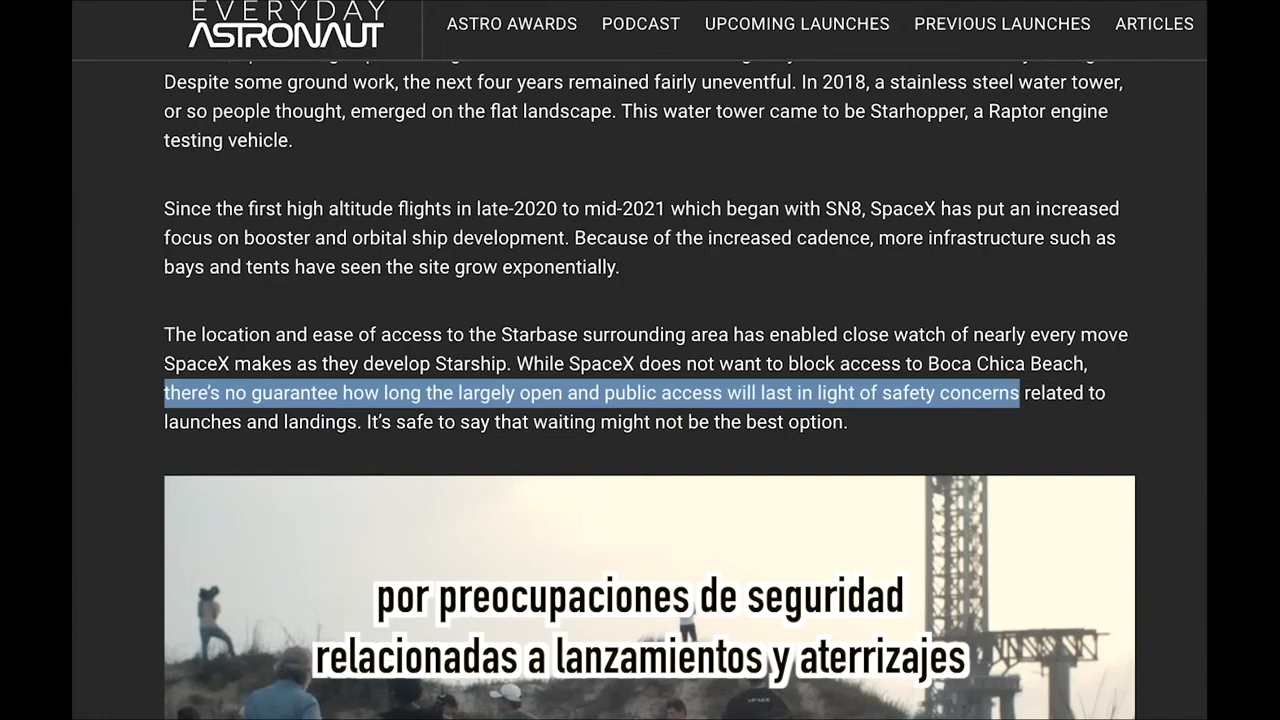 EVERYDAY
ASTRONAUT
ASTRO AWARDS PODCAST UPCOMING LAUNCHES PREVIOUS LAUNCHES ARTICLES
Despite some ground work, the next four years remained fairly uneventful. In 2018, a stainless steel water tower,
or so people thought, emerged on the flat landscape. This water tower came to be Starhopper, a Raptor engine
testing vehicle.
Since the first high altitude flights in late-2020 to mid-2021 which began with SN8, SpaceX has put an increased
focus on booster and orbital ship development. Because of the increased cadence, more infrastructure such as
bays and tents have seen the site grow exponentially.
The location and ease of access to the Starbase surrounding area has enabled close watch of nearly every move
SpaceX makes as they develop Starship. While SpaceX does not want to block access to Boca Chica Beach,
there's no guarantee how long the largely open and public access will last in light of safety concerns related to
launches and landings. It's safe to say that waiting might not be the best option.
por preocupaciones de seguridad
relacionadas a lanzamientos y aterrizajes